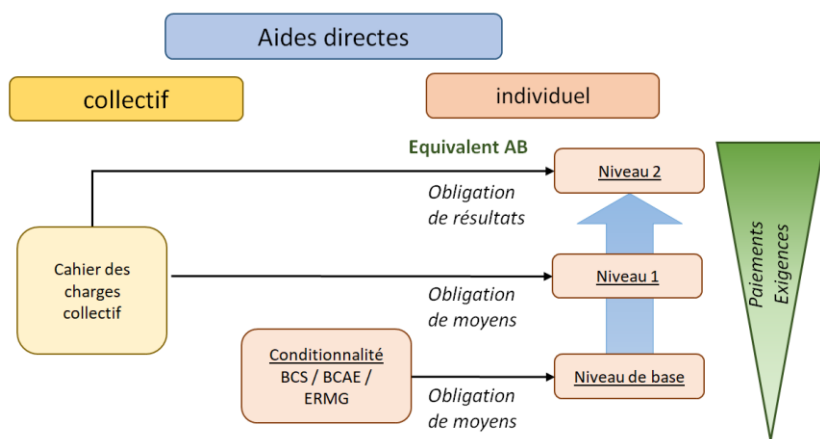 Aides directes
collectif
individuel
Equivalent AB
Niveau 2
Obligation
de résultats
Cahier des
charges
collectif
Niveau 1
Obligation
de moyens
Paiements
Exigences
Conditionnalité
BCS / BCAE /
ERMG
Niveau de base
Obligation
de moyens